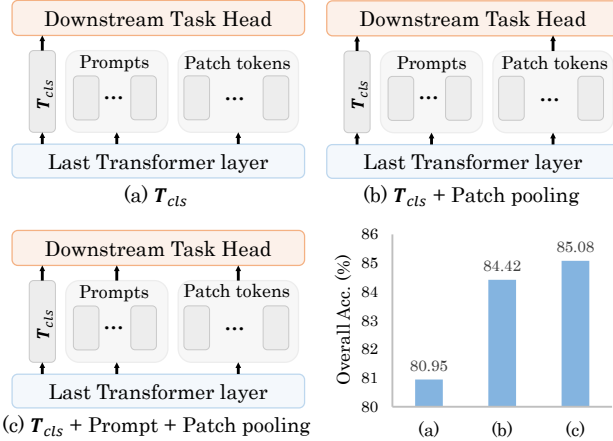 Downstream Task Head
T_cls
Prompts
...
Patch tokens
...
Last Transformer layer
(a) T_cls
Downstream Task Head
T_cls
Prompts
...
Patch tokens
...
Last Transformer layer
(b) T_cls + Patch pooling
Downstream Task Head
T_cls
Prompts
...
Patch tokens
...
Last Transformer layer
(c) T_cls + Prompt + Patch pooling
Overall Acc. (%)
86
85
84
83
82
81
80
80.95
84.42
85.08
(a) (b) (c)